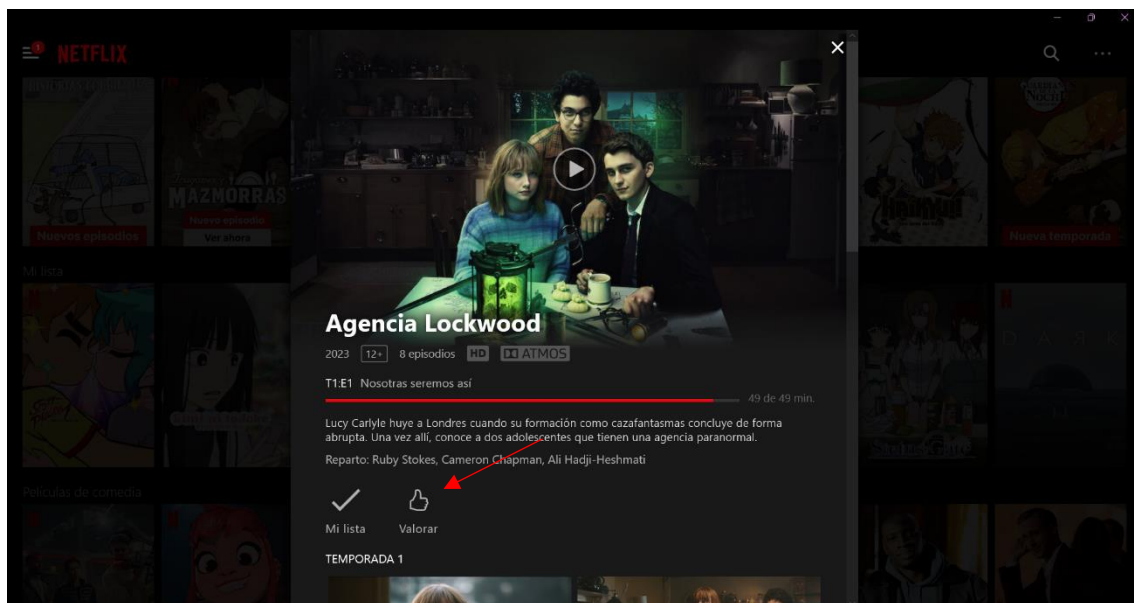 1
NETFLIX
MAZMORRAS
Nuevos episodios
Nuevo episodio
Ver ahora
Nueva temporada
Mi lista
DARK
Películas de comedia
Agencia Lockwood
2023 12+ 8 episodios HD ATMOS
T1:E1 Nosotras seremos así
49 de 49 min.
Lucy Carlyle huye a Londres cuando su formación como cazafantasmas concluye de forma
abrupta. Una vez allí, conoce a dos adolescentes que tienen una agencia paranormal.
Reparto: Ruby Stokes, Cameron Chapman, Ali Hadji-Heshmati
Mi lista Valorar
TEMPORADA 1